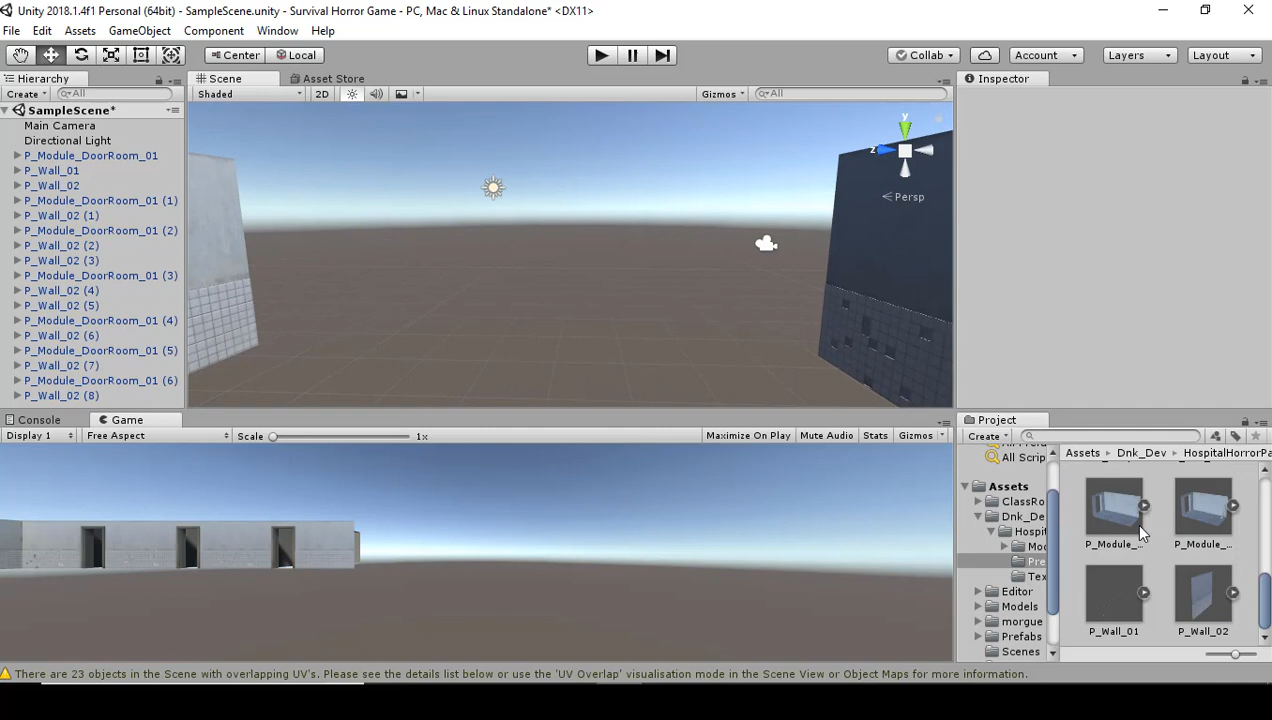 Unity 2018.1.4f1 Personal (64bit) - SampleScene.unity - Survival Horror Game - PC, Mac & Linux Standalone* <DX11>
File Edit Assets GameObject Component Window Help
Center Local Collab Account Layers Layout
Hierarchy Scene Asset Store Inspector
Create All Shaded 2D Gizmos All
SampleScene*
Main Camera
Directional Light
P_Module_DoorRoom_01
P_Wall_01
P_Wall_02
P_Module_DoorRoom_01 (1)
P_Wall_02 (1)
P_Module_DoorRoom_01 (2)
P_Wall_02 (2)
P_Wall_02 (3)
P_Module_DoorRoom_01 (3)
P_Wall_02 (4)
P_Wall_02 (5)
P_Module_DoorRoom_01 (4)
P_Wall_02 (6)
P_Module_DoorRoom_01 (5)
P_Wall_02 (7)
P_Module_DoorRoom_01 (6)
P_Wall_02 (8)
y
z
Persp
Console Game Project
Display 1 Free Aspect Scale 1x Maximize On Play Mute Audio Stats Gizmos Create
All Scrip
Assets
ClassRo
Dnk_De
Hospit
Mod
Pre
Tex
Editor
Models
morgue
Prefabs
Scenes
Assets Dnk_Dev HospitalHorrorPa
P_Module_... P_Module_...
P_Wall_01 P_Wall_02
There are 23 objects in the Scene with overlapping UV's. Please see the details list below or use the 'UV Overlap' visualisation mode in the Scene View or Object Maps for more information.